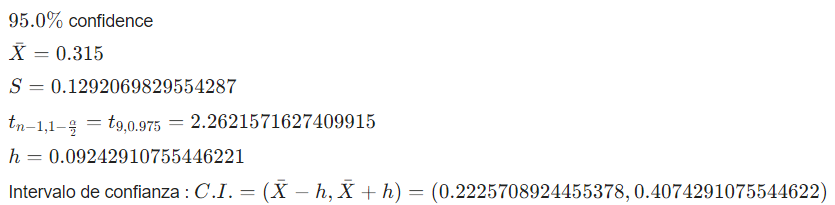 95.0% confidence
X̄ = 0.315
S = 0.1292069829554287
t_{n−1,1−α/2} = t_{9,0.975} = 2.2621571627409915
h = 0.09242910755446221
Intervalo de confianza : C.I. = (X̄ − h, X̄ + h) = (0.2225708924455378, 0.4074291075544622)